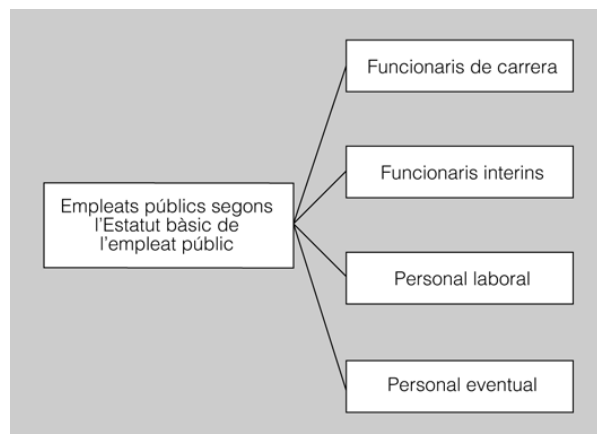 Empleats públics segons
l'Estatut bàsic de
l'empleat públic
Funcionaris de carrera
Funcionaris interins
Personal laboral
Personal eventual